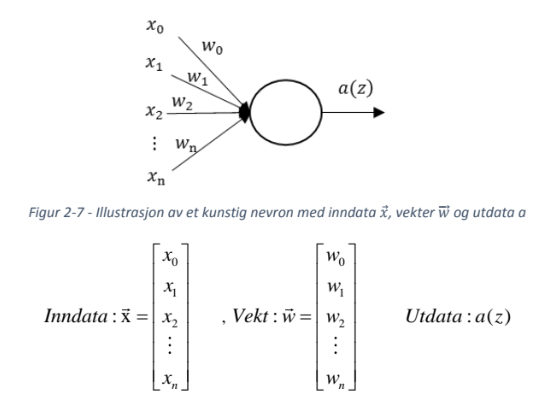 x₀
w₀
x₁
w₁
a(z)
x₂ w₂
⋮ wₙ
xₙ
Figur 2-7 - Illustrasjon av et kunstig nevron med inndata x⃗, vekter w⃗ og utdata a
Inndata : x⃗ = [x₀ x₁ x₂ ⋮ xₙ] , Vekt : w⃗ = [w₀ w₁ w₂ ⋮ wₙ] Utdata : a(z)